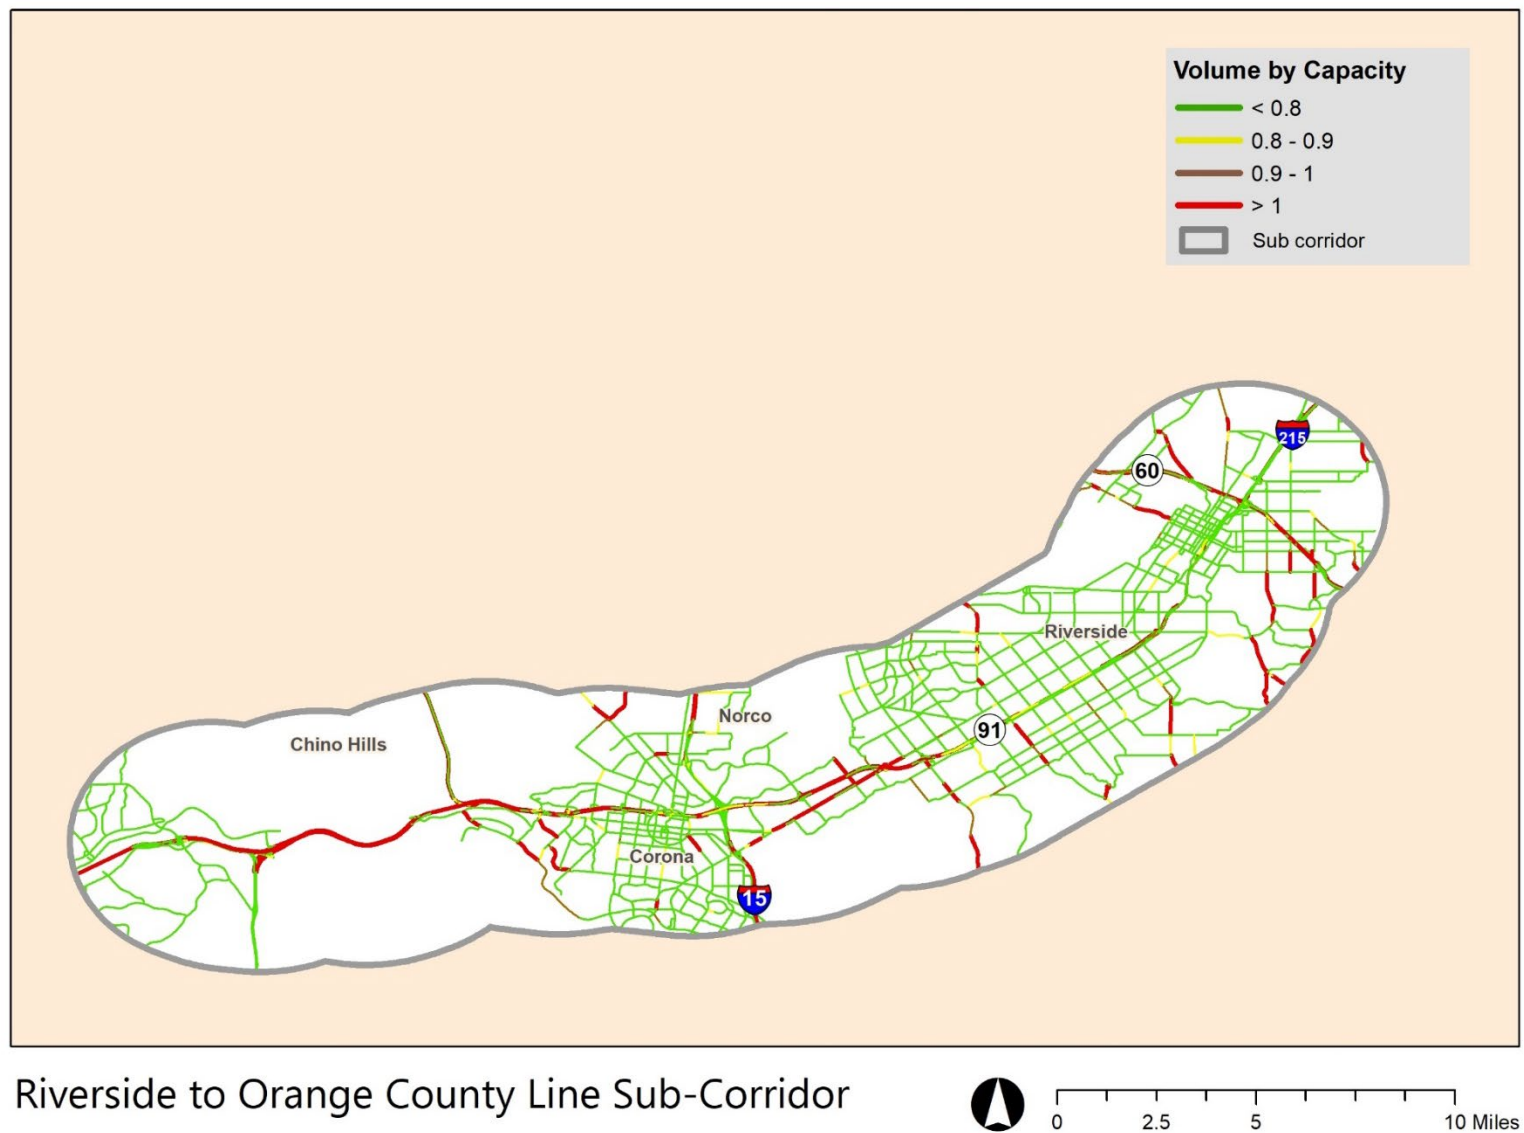 Volume by Capacity
< 0.8
0.8 - 0.9
0.9 - 1
> 1
Sub corridor
215
60
Riverside
91
Norco
Chino Hills
Corona
15
Riverside to Orange County Line Sub-Corridor
0 2.5 5 10 Miles